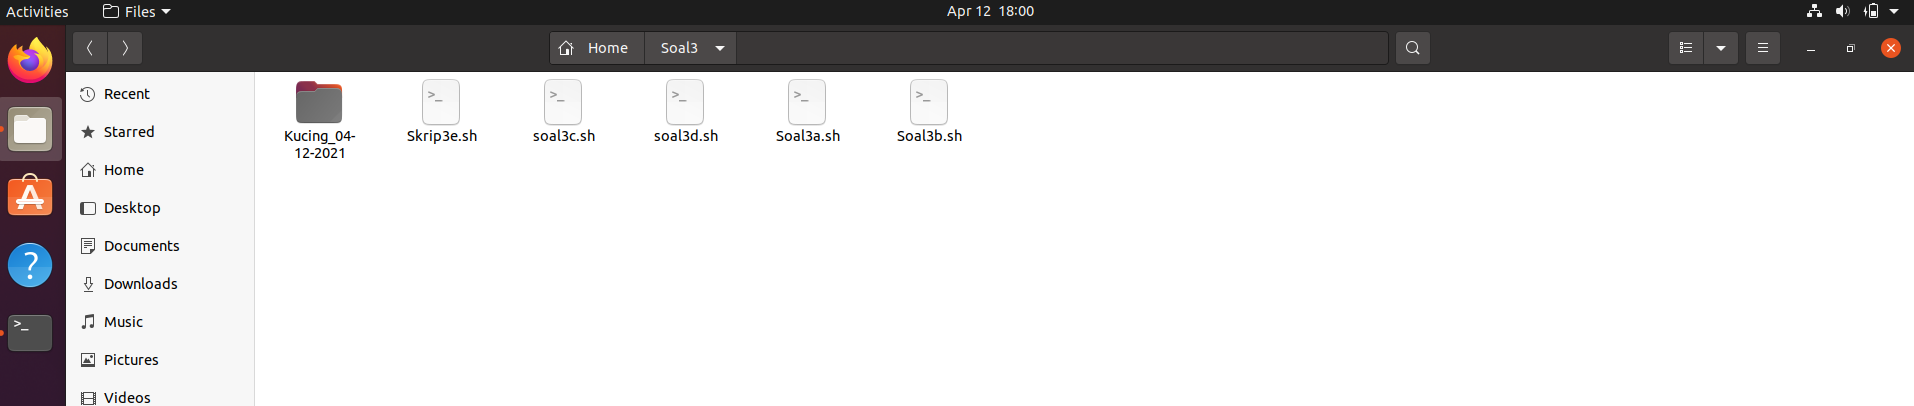 Activities
Files
Apr 12 18:00
Home
Soal3
Recent
Starred
Home
Desktop
Documents
Downloads
Music
Pictures
Videos
Kucing_04-
12-2021
>_
Skrip3e.sh
>_
soal3c.sh
>_
soal3d.sh
>_
Soal3a.sh
>_
Soal3b.sh
?
>_